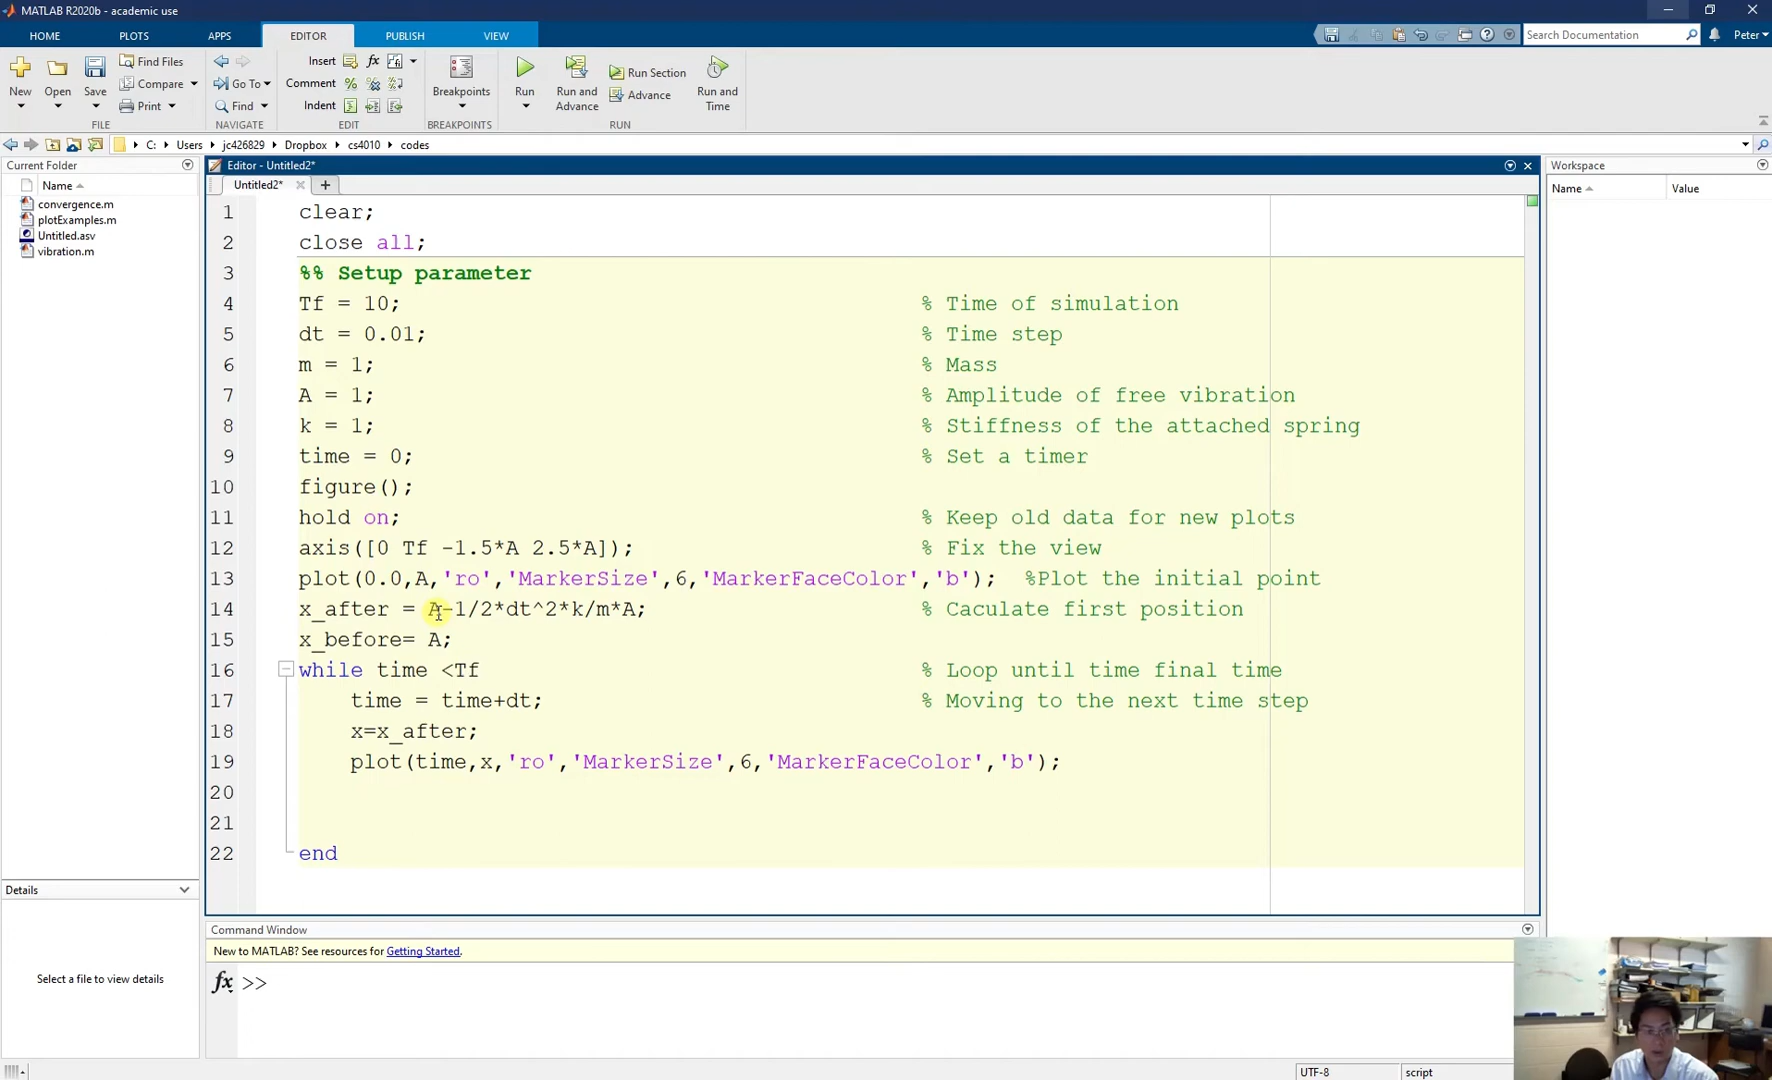 MATLAB R2020b - academic use
HOME PLOTS APPS EDITOR PUBLISH VIEW Search Documentation Peter
New Open Save Find Files Compare Print Go To Find Insert fx Comment Indent Breakpoints Run Run and Advance Run Section Advance Run and Time
FILE NAVIGATE EDIT BREAKPOINTS RUN
C: Users jc426829 Dropbox cs4010 codes
Current Folder
Name
convergence.m
plotExamples.m
Untitled.asv
vibration.m
Details
Select a file to view details
Editor - Untitled2*
Untitled2*
1 clear;
2 close all;
3 %% Setup parameter
4 Tf = 10; % Time of simulation
5 dt = 0.01; % Time step
6 m = 1; % Mass
7 A = 1; % Amplitude of free vibration
8 k = 1; % Stiffness of the attached spring
9 time = 0; % Set a timer
10 figure();
11 hold on; % Keep old data for new plots
12 axis([0 Tf -1.5*A 2.5*A]); % Fix the view
13 plot(0.0,A,'ro','MarkerSize',6,'MarkerFaceColor','b'); %Plot the initial point
14 x_after = A-1/2*dt^2*k/m*A; % Caculate first position
15 x_before= A;
16 while time <Tf % Loop until time final time
17 time = time+dt; % Moving to the next time step
18 x=x_after;
19 plot(time,x,'ro','MarkerSize',6,'MarkerFaceColor','b');
20
21
22 end
Command Window
New to MATLAB? See resources for Getting Started.
fx >>
Workspace
Name Value
UTF-8 script